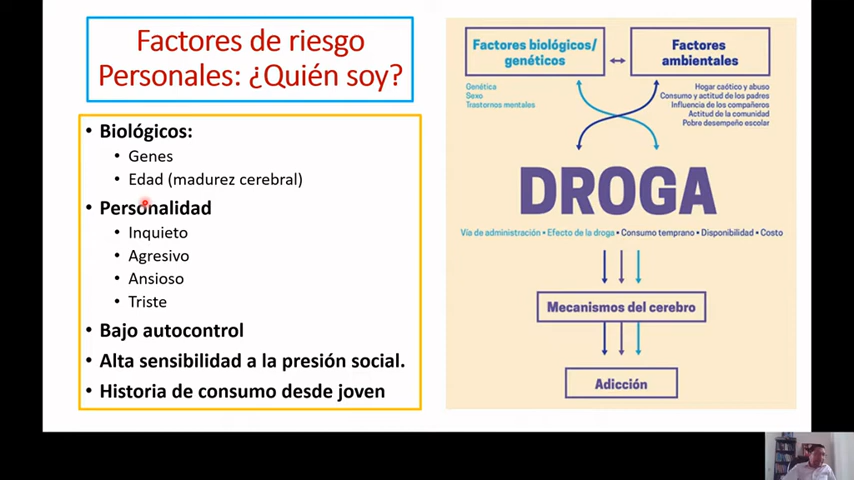 Factores de riesgo
Personales: ¿Quién soy?
• Biológicos:
• Genes
• Edad (madurez cerebral)
• Personalidad
• Inquieto
• Agresivo
• Ansioso
• Triste
• Bajo autocontrol
• Alta sensibilidad a la presión social.
• Historia de consumo desde joven
Factores biológicos/
genéticos
Genética
Sexo
Trastornos mentales
Factores
ambientales
Hogar caótico y abuso
Consumo y actitud de los padres
Influencia de los compañeros
Actitud de la comunidad
Pobre desempeño escolar
DROGA
Vía de administración • Efecto de la droga • Consumo temprano • Disponibilidad • Costo
Mecanismos del cerebro
Adicción